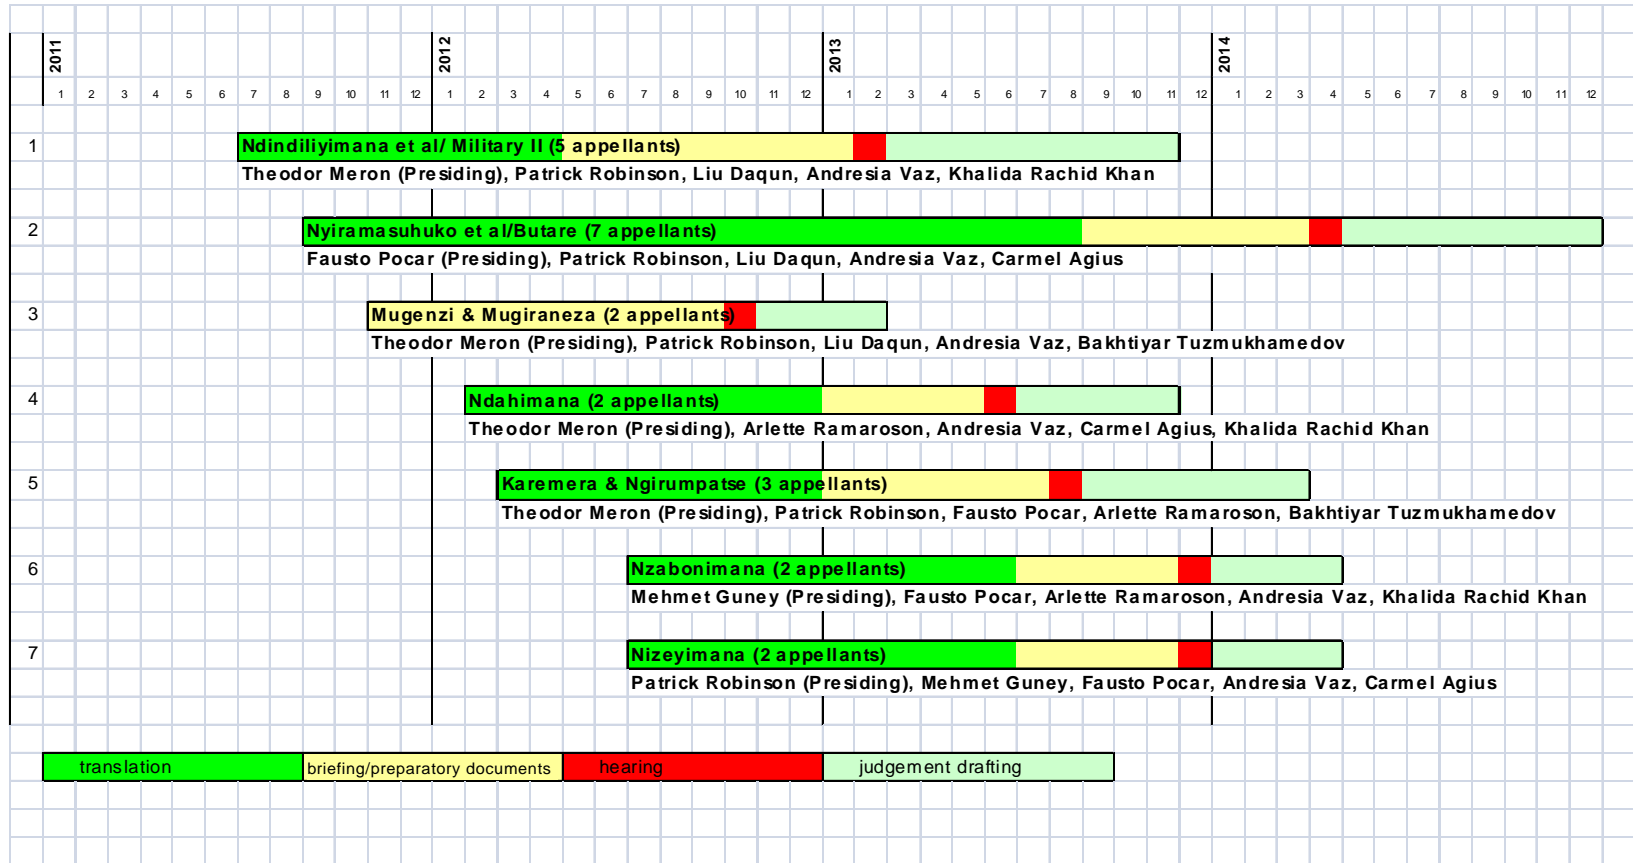 2011 2012 2013 2014
1 2 3 4 5 6 7 8 9 10 11 12 1 2 3 4 5 6 7 8 9 10 11 12 1 2 3 4 5 6 7 8 9 10 11 12 1 2 3 4 5 6 7 8 9 10 11 12
1 Ndindiliyimana et al/ Military II (5 appellants)
Theodor Meron (Presiding), Patrick Robinson, Liu Daqun, Andresia Vaz, Khalida Rachid Khan
2 Nyiramasuhuko et al/Butare (7 appellants)
Fausto Pocar (Presiding), Patrick Robinson, Liu Daqun, Andresia Vaz, Carmel Agius
3 Mugenzi & Mugiraneza (2 appellants)
Theodor Meron (Presiding), Patrick Robinson, Liu Daqun, Andresia Vaz, Bakhtiyar Tuzmukhamedov
4 Ndahimana (2 appellants)
Theodor Meron (Presiding), Arlette Ramaroson, Andresia Vaz, Carmel Agius, Khalida Rachid Khan
5 Karemera & Ngirumpatse (3 appellants)
Theodor Meron (Presiding), Patrick Robinson, Fausto Pocar, Arlette Ramaroson, Bakhtiyar Tuzmukhamedov
6 Nzabonimana (2 appellants)
Mehmet Guney (Presiding), Fausto Pocar, Arlette Ramaroson, Andresia Vaz, Khalida Rachid Khan
7 Nizeyimana (2 appellants)
Patrick Robinson (Presiding), Mehmet Guney, Fausto Pocar, Andresia Vaz, Carmel Agius
translation briefing/preparatory documents hearing judgement drafting